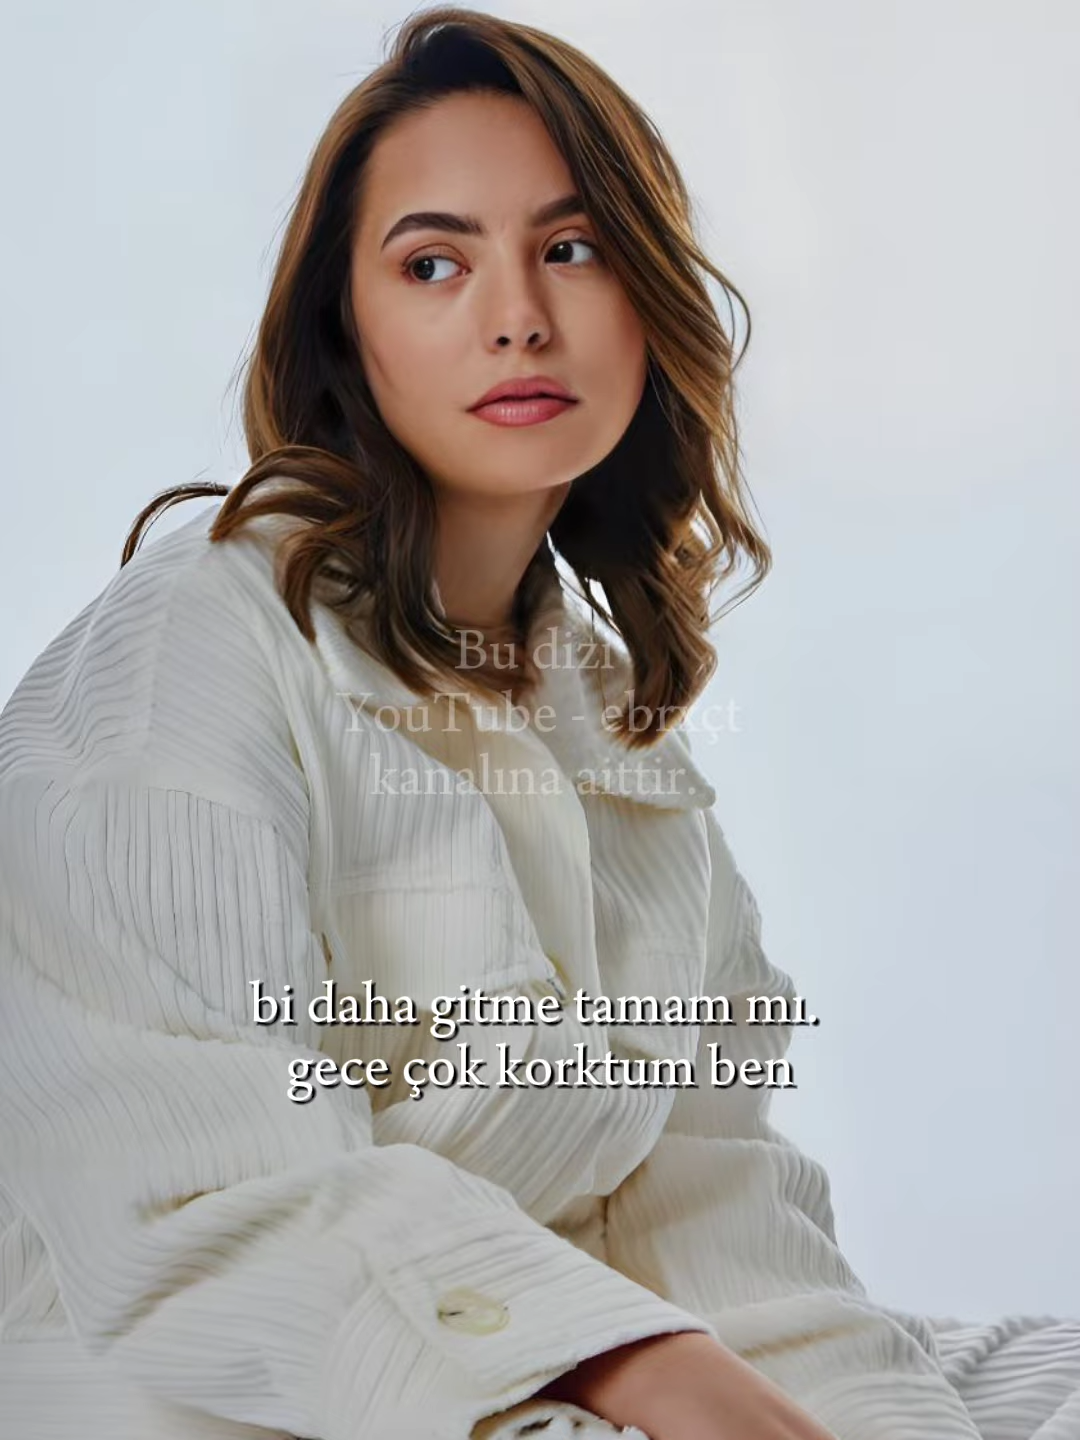 Bu dizi
YouTube - ebrxçt
kanalına aittir.
bi daha gitme tamam mı.
gece çok korktum ben